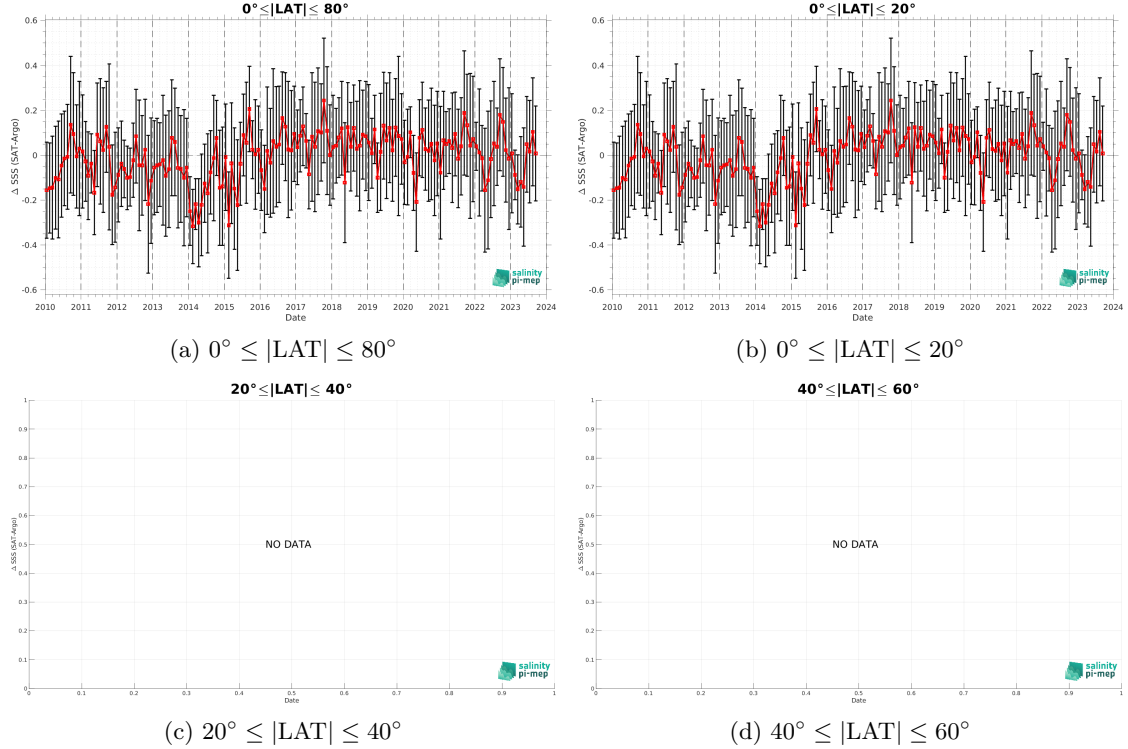 0°≤|LAT|≤ 80°
Δ SSS (SAT-Argo)
0.6
0.4
0.2
0
-0.2
-0.4
-0.6
2010 2011 2012 2013 2014 2015 2016 2017 2018 2019 2020 2021 2022 2023 2024
Date
salinity
pi-mep
(a) 0° ≤ |LAT| ≤ 80°
0°≤|LAT|≤ 20°
Δ SSS (SAT-Argo)
0.6
0.4
0.2
0
-0.2
-0.4
-0.6
2010 2011 2012 2013 2014 2015 2016 2017 2018 2019 2020 2021 2022 2023 2024
Date
salinity
pi-mep
(b) 0° ≤ |LAT| ≤ 20°
20°≤|LAT|≤ 40°
Δ SSS (SAT-Argo)
1
0.9
0.8
0.7
0.6
0.5
0.4
0.3
0.2
0.1
0
NO DATA
0 0.1 0.2 0.3 0.4 0.5 0.6 0.7 0.8 0.9 1
Date
salinity
pi-mep
(c) 20° ≤ |LAT| ≤ 40°
40°≤|LAT|≤ 60°
Δ SSS (SAT-Argo)
1
0.9
0.8
0.7
0.6
0.5
0.4
0.3
0.2
0.1
0
NO DATA
0 0.1 0.2 0.3 0.4 0.5 0.6 0.7 0.8 0.9 1
Date
salinity
pi-mep
(d) 40° ≤ |LAT| ≤ 60°